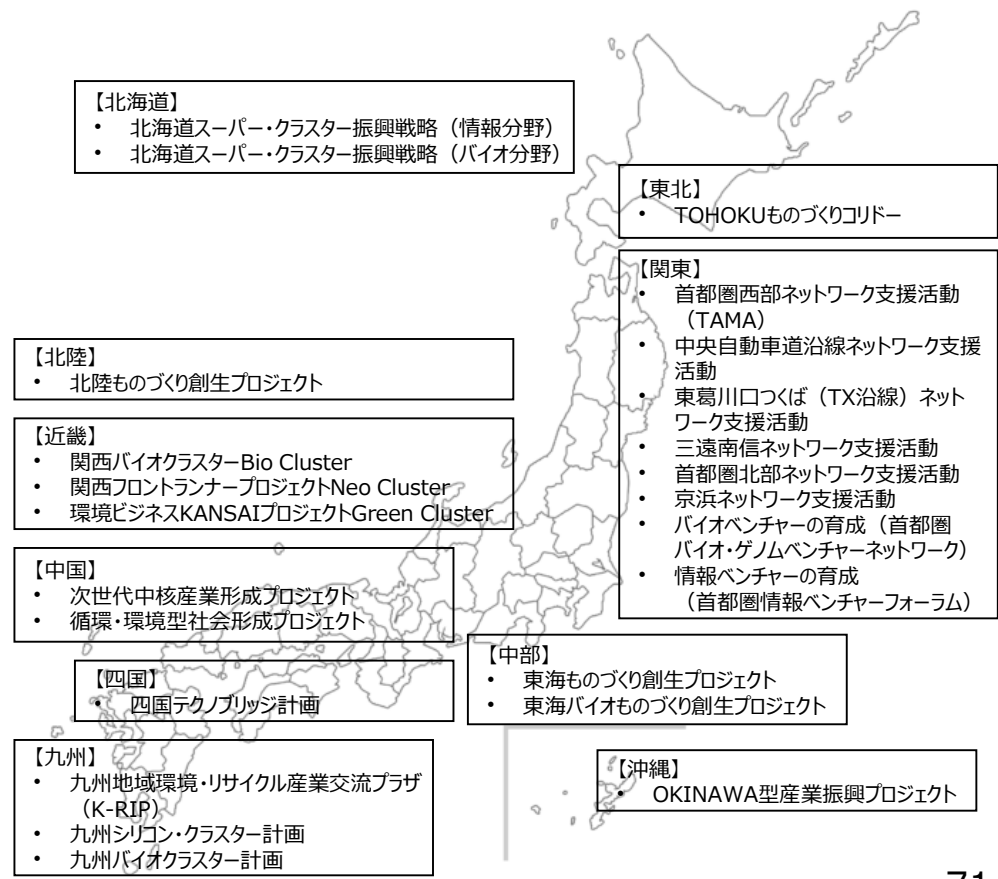 【北海道】
• 北海道スーパー・クラスター振興戦略（情報分野）
• 北海道スーパー・クラスター振興戦略（バイオ分野）
【東北】
• TOHOKUものづくりコリドー
【関東】
• 首都圏西部ネットワーク支援活動
（TAMA）
• 中央自動車道沿線ネットワーク支援
活動
• 東葛川口つくば（TX沿線）ネット
ワーク支援活動
• 三遠南信ネットワーク支援活動
• 首都圏北部ネットワーク支援活動
• 京浜ネットワーク支援活動
• バイオベンチャーの育成（首都圏
バイオ・ゲノムベンチャーネットワーク）
• 情報ベンチャーの育成
（首都圏情報ベンチャーフォーラム）
【北陸】
• 北陸ものづくり創生プロジェクト
【近畿】
• 関西バイオクラスターBio Cluster
• 関西フロントランナープロジェクトNeo Cluster
• 環境ビジネスKANSAIプロジェクトGreen Cluster
【中国】
• 次世代中核産業形成プロジェクト
• 循環・環境型社会形成プロジェクト
【四国】
• 四国テクノブリッジ計画
【中部】
• 東海ものづくり創生プロジェクト
• 東海バイオものづくり創生プロジェクト
【九州】
• 九州地域環境・リサイクル産業交流プラザ
（K-RIP）
• 九州シリコン・クラスター計画
• 九州バイオクラスター計画
【沖縄】
• OKINAWA型産業振興プロジェクト